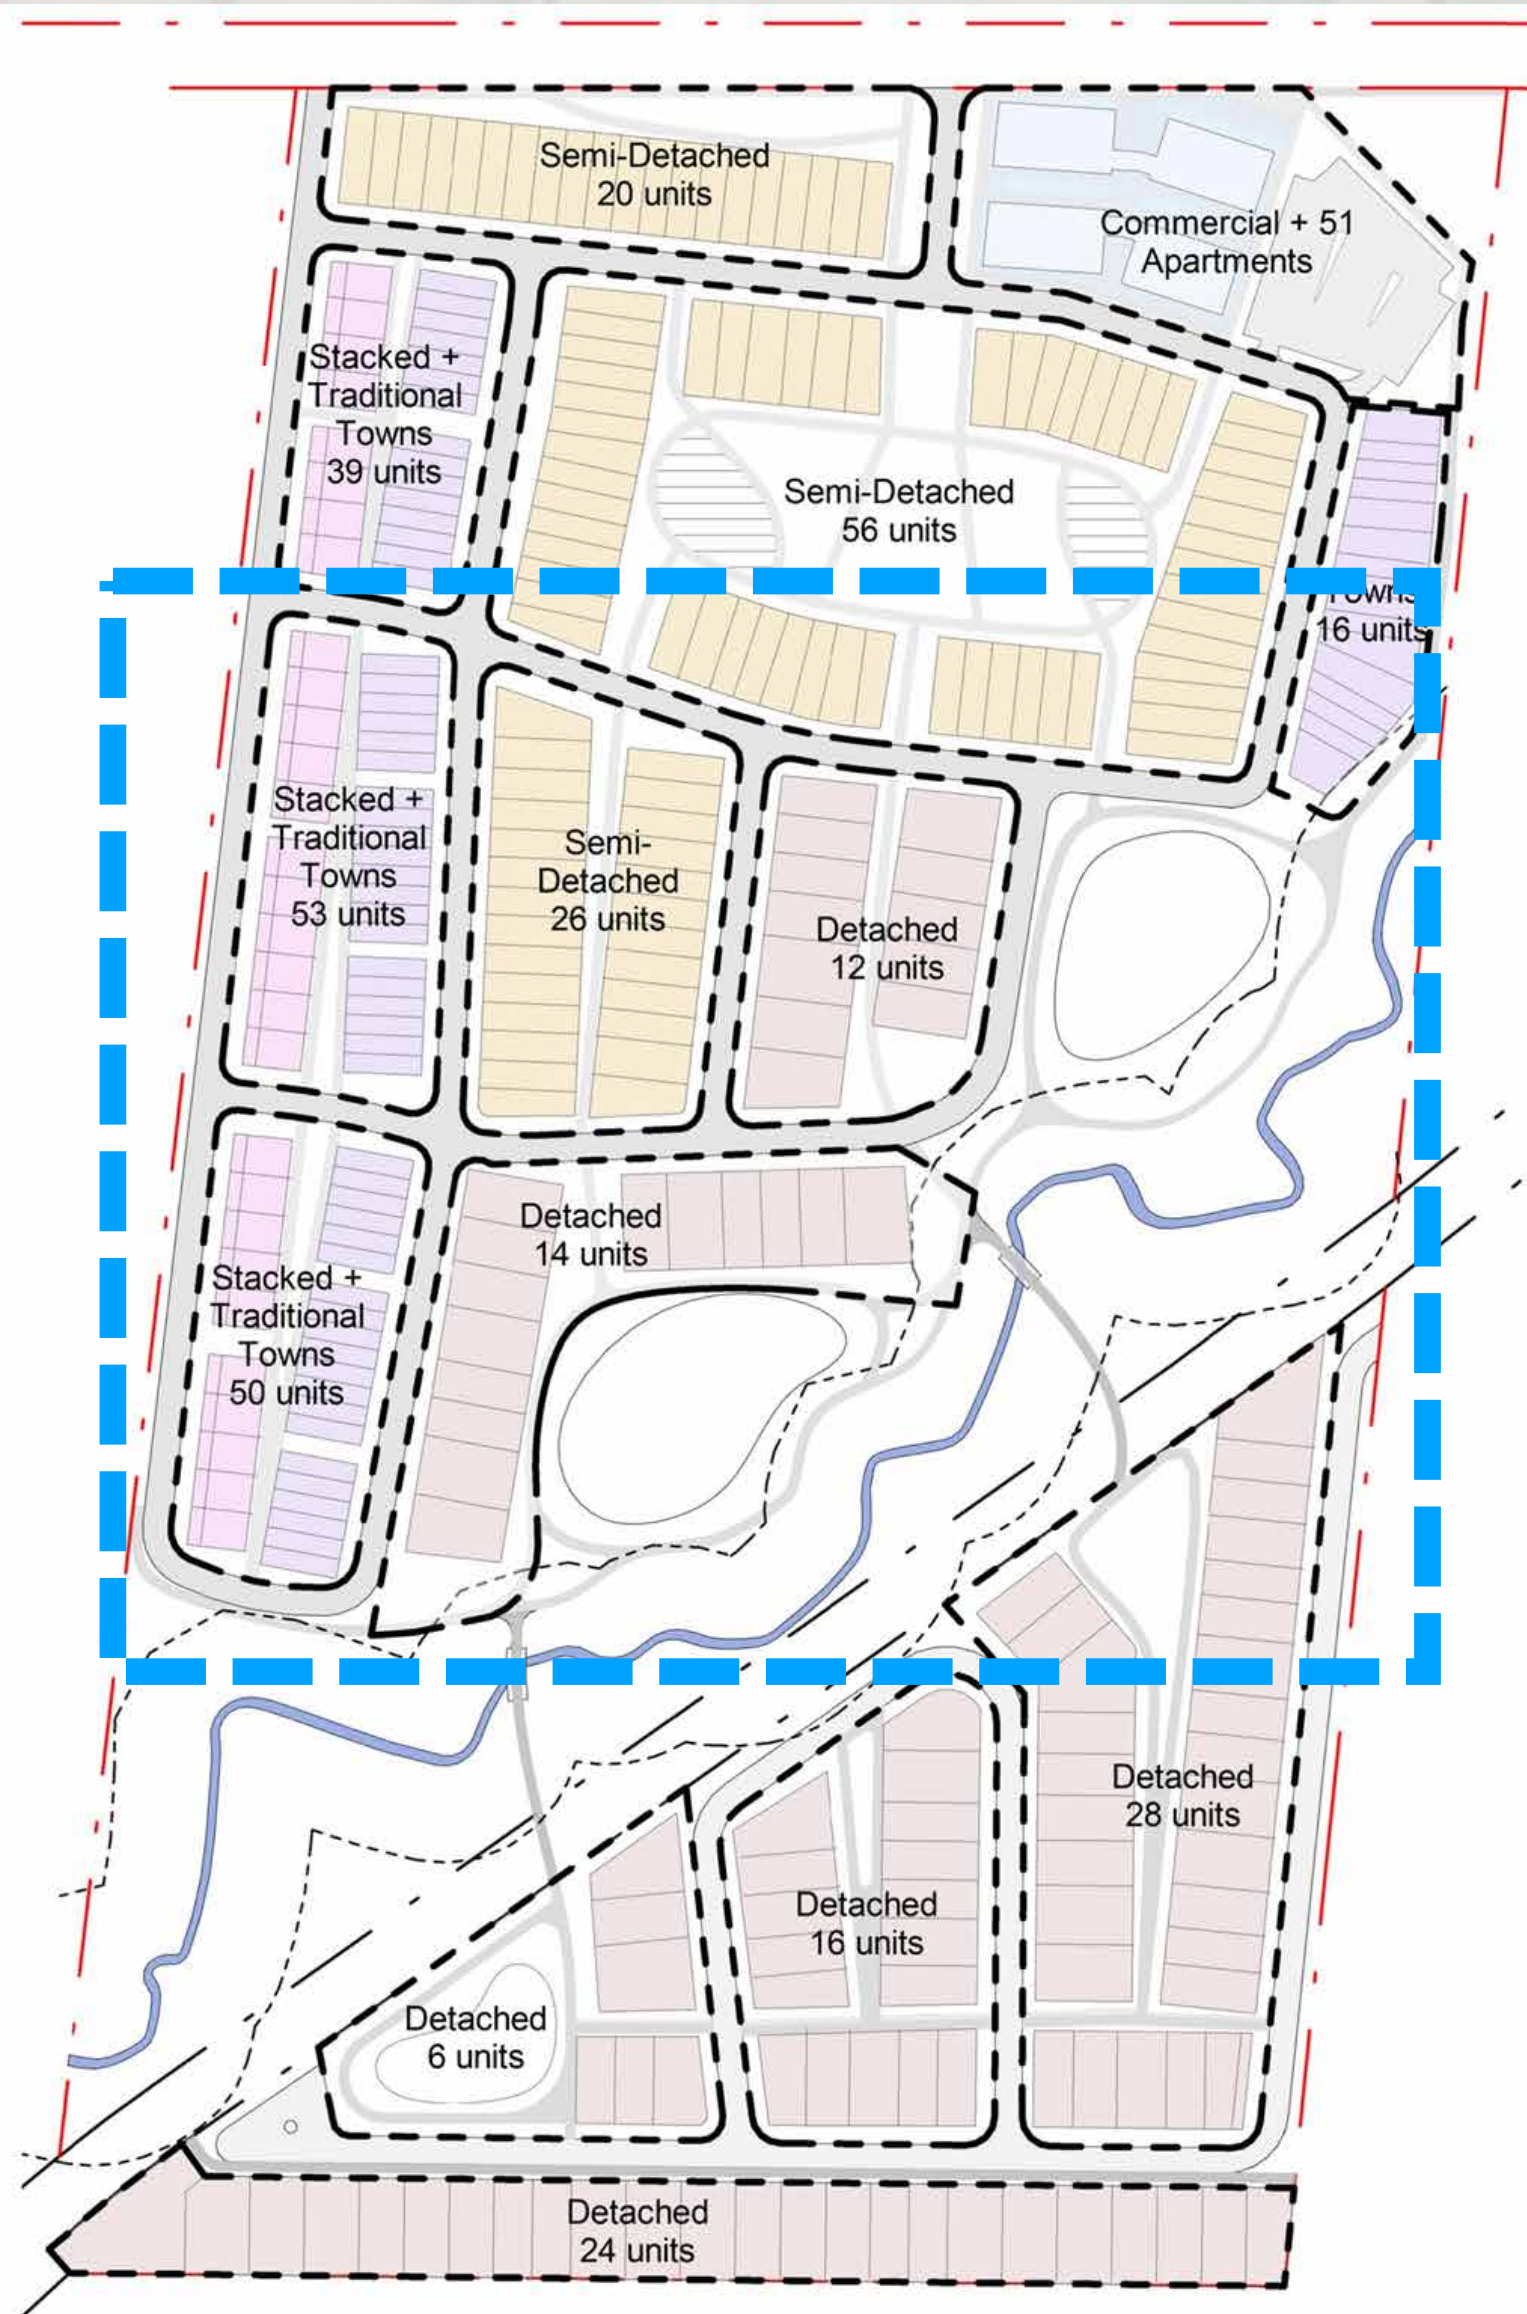 Semi-Detached
20 units
Commercial + 51
Apartments
Stacked +
Traditional
Towns
39 units
Semi-Detached
56 units
Towns
16 units
Stacked +
Traditional
Towns
53 units
Semi-
Detached
26 units
Detached
12 units
Detached
14 units
Stacked +
Traditional
Towns
50 units
Detached
28 units
Detached
16 units
Detached
6 units
Detached
24 units